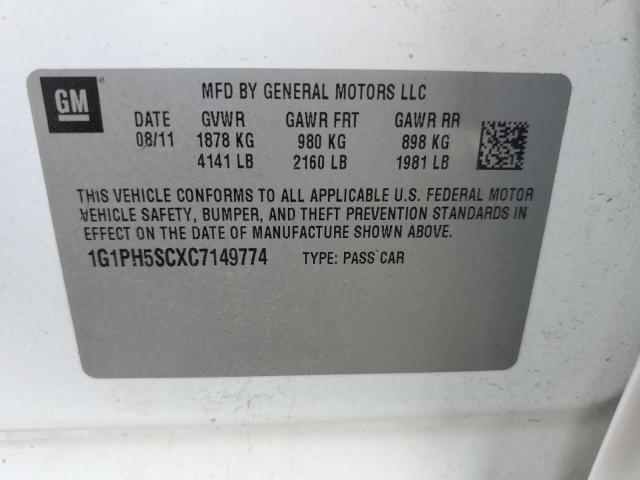 GM
MFD BY GENERAL MOTORS LLC
DATE GVWR GAWR FRT GAWR RR
08/11 1878 KG 980 KG 898 KG
4141 LB 2160 LB 1981 LB
THIS VEHICLE CONFORMS TO ALL APPLICABLE U.S. FEDERAL MOTOR
VEHICLE SAFETY, BUMPER, AND THEFT PREVENTION STANDARDS IN
EFFECT ON THE DATE OF MANUFACTURE SHOWN ABOVE.
1G1PH5SCXC7149774 TYPE: PASS CAR